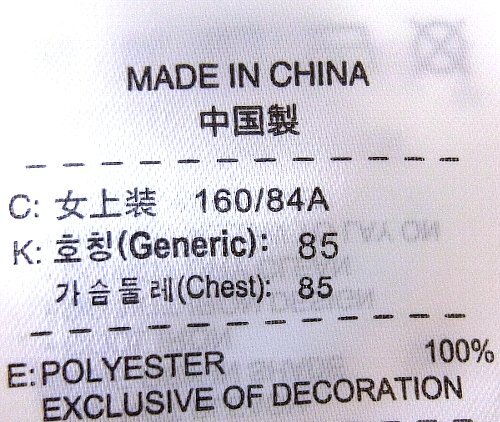 MADE IN CHINA
中国製
C: 女上装 160/84A
K: 호칭(Generic): 85
가슴둘레(Chest): 85
E: POLYESTER 100%
EXCLUSIVE OF DECORATION